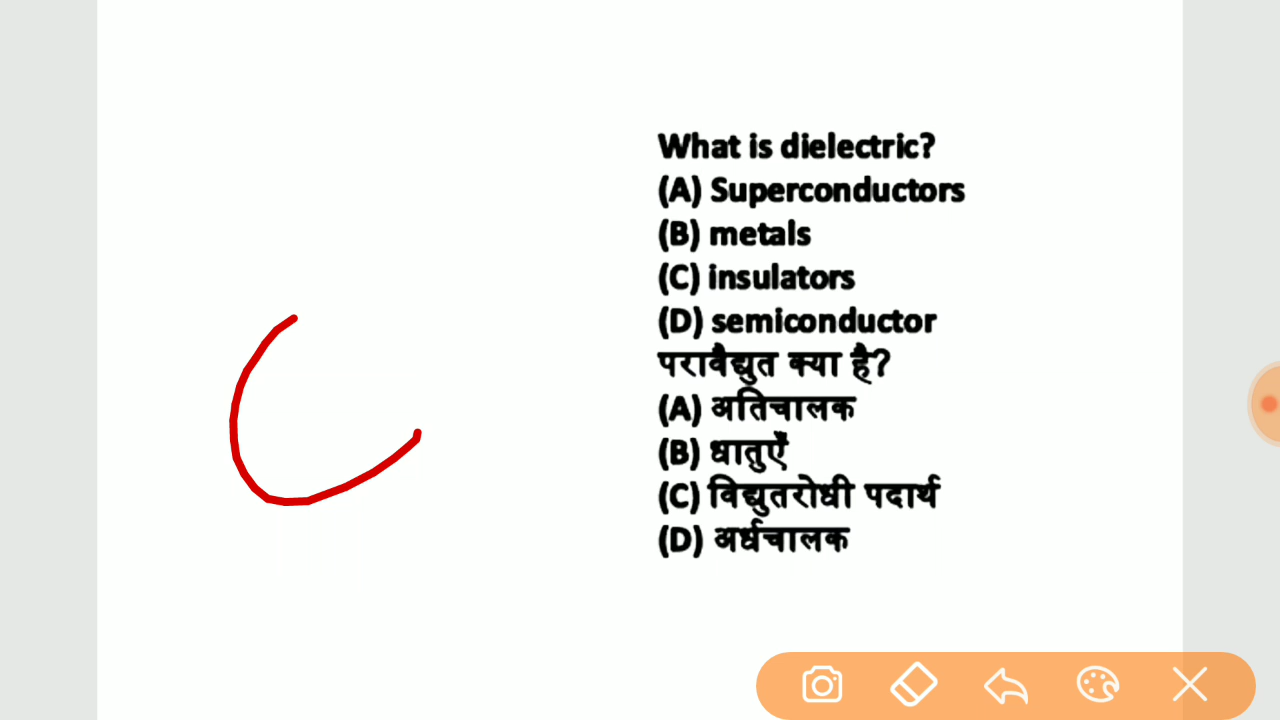 What is dielectric?
(A) Superconductors
(B) metals
(C) insulators
(D) semiconductor
परावैद्युत क्या है?
(A) अतिचालक
(B) धातुएँ
(C) विद्युतरोधी पदार्थ
(D) अर्धचालक
C